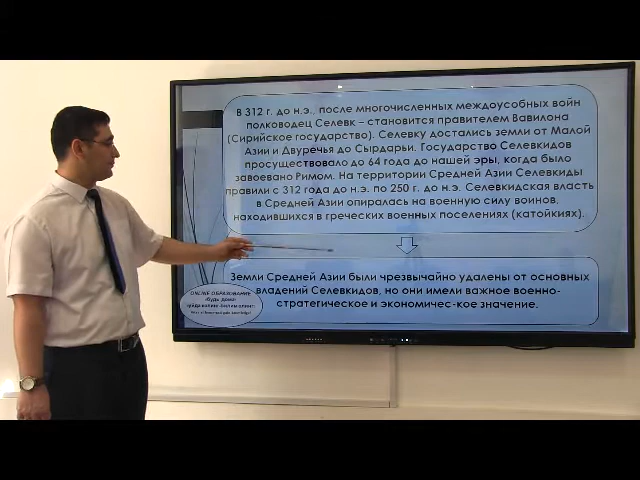 В 312 г. до н.э., после многочисленных междоусобных войн
полководец Селевк – становится правителем Вавилона
(Сирийское государство). Селевку достались земли от Малой
Азии и Двуречья до Сырдарьи. Государство Селевкидов
просуществовало до 64 года до нашей эры, когда было
завоевано Римом. На территории Средней Азии Селевкиды
правили с 312 года до н.э. по 250 г. до н.э. Селевкидская власть
в Средней Азии опиралась на военную силу воинов,
находившихся в греческих военных поселениях (катойкиях).
Земли Средней Азии были чрезвычайно удалены от основных
владений Селевкидов, но они имели важное военно-
стратегическое и экономичес-кое значение.
ONLINE ОБРАЗОВАНИЕ